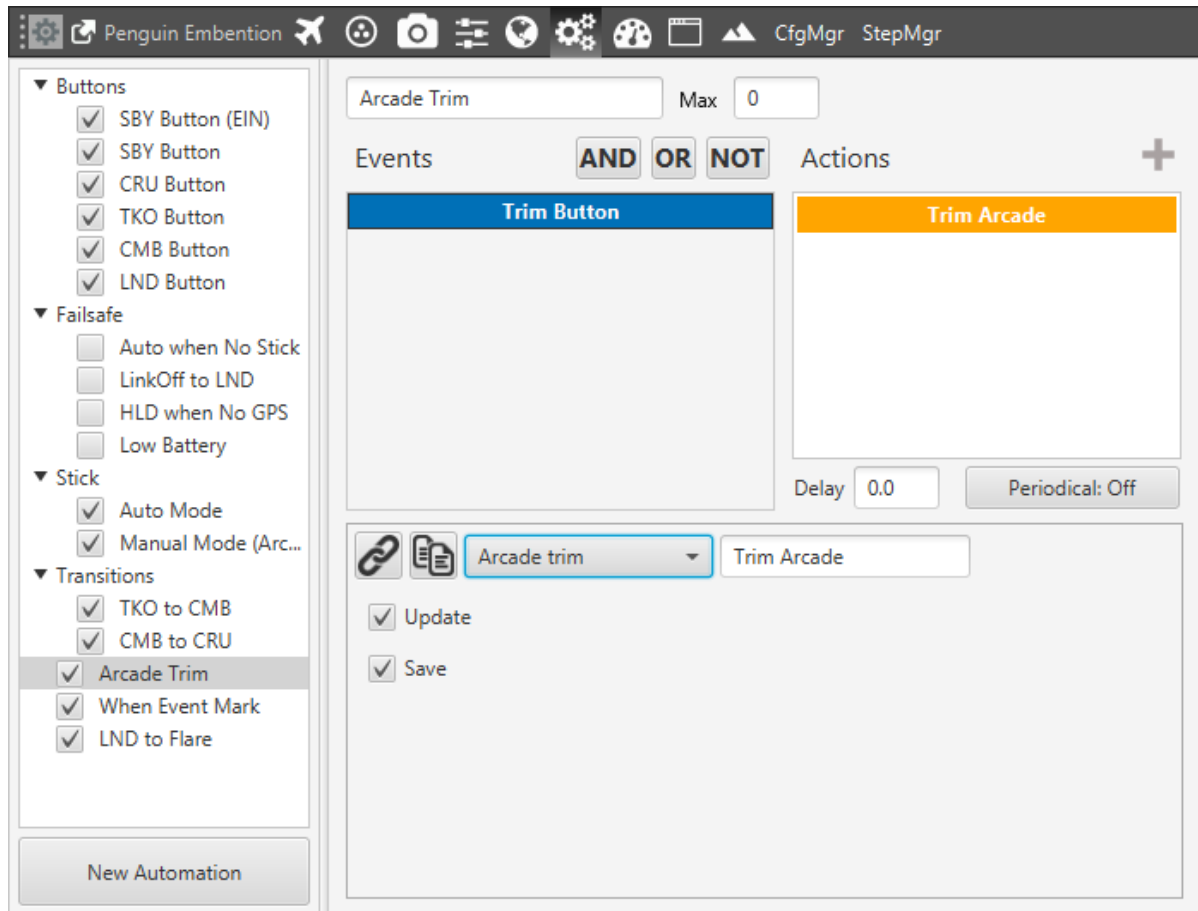 Penguin Embention CfgMgr StepMgr
Buttons
SBY Button (EIN)
SBY Button
CRU Button
TKO Button
CMB Button
LND Button
Failsafe
Auto when No Stick
LinkOff to LND
HLD when No GPS
Low Battery
Stick
Auto Mode
Manual Mode (Arc...
Transitions
TKO to CMB
CMB to CRU
Arcade Trim
When Event Mark
LND to Flare
New Automation
Arcade Trim Max 0
Events AND OR NOT Actions
Trim Button
Trim Arcade
Delay 0.0 Periodical: Off
Arcade trim Trim Arcade
Update
Save